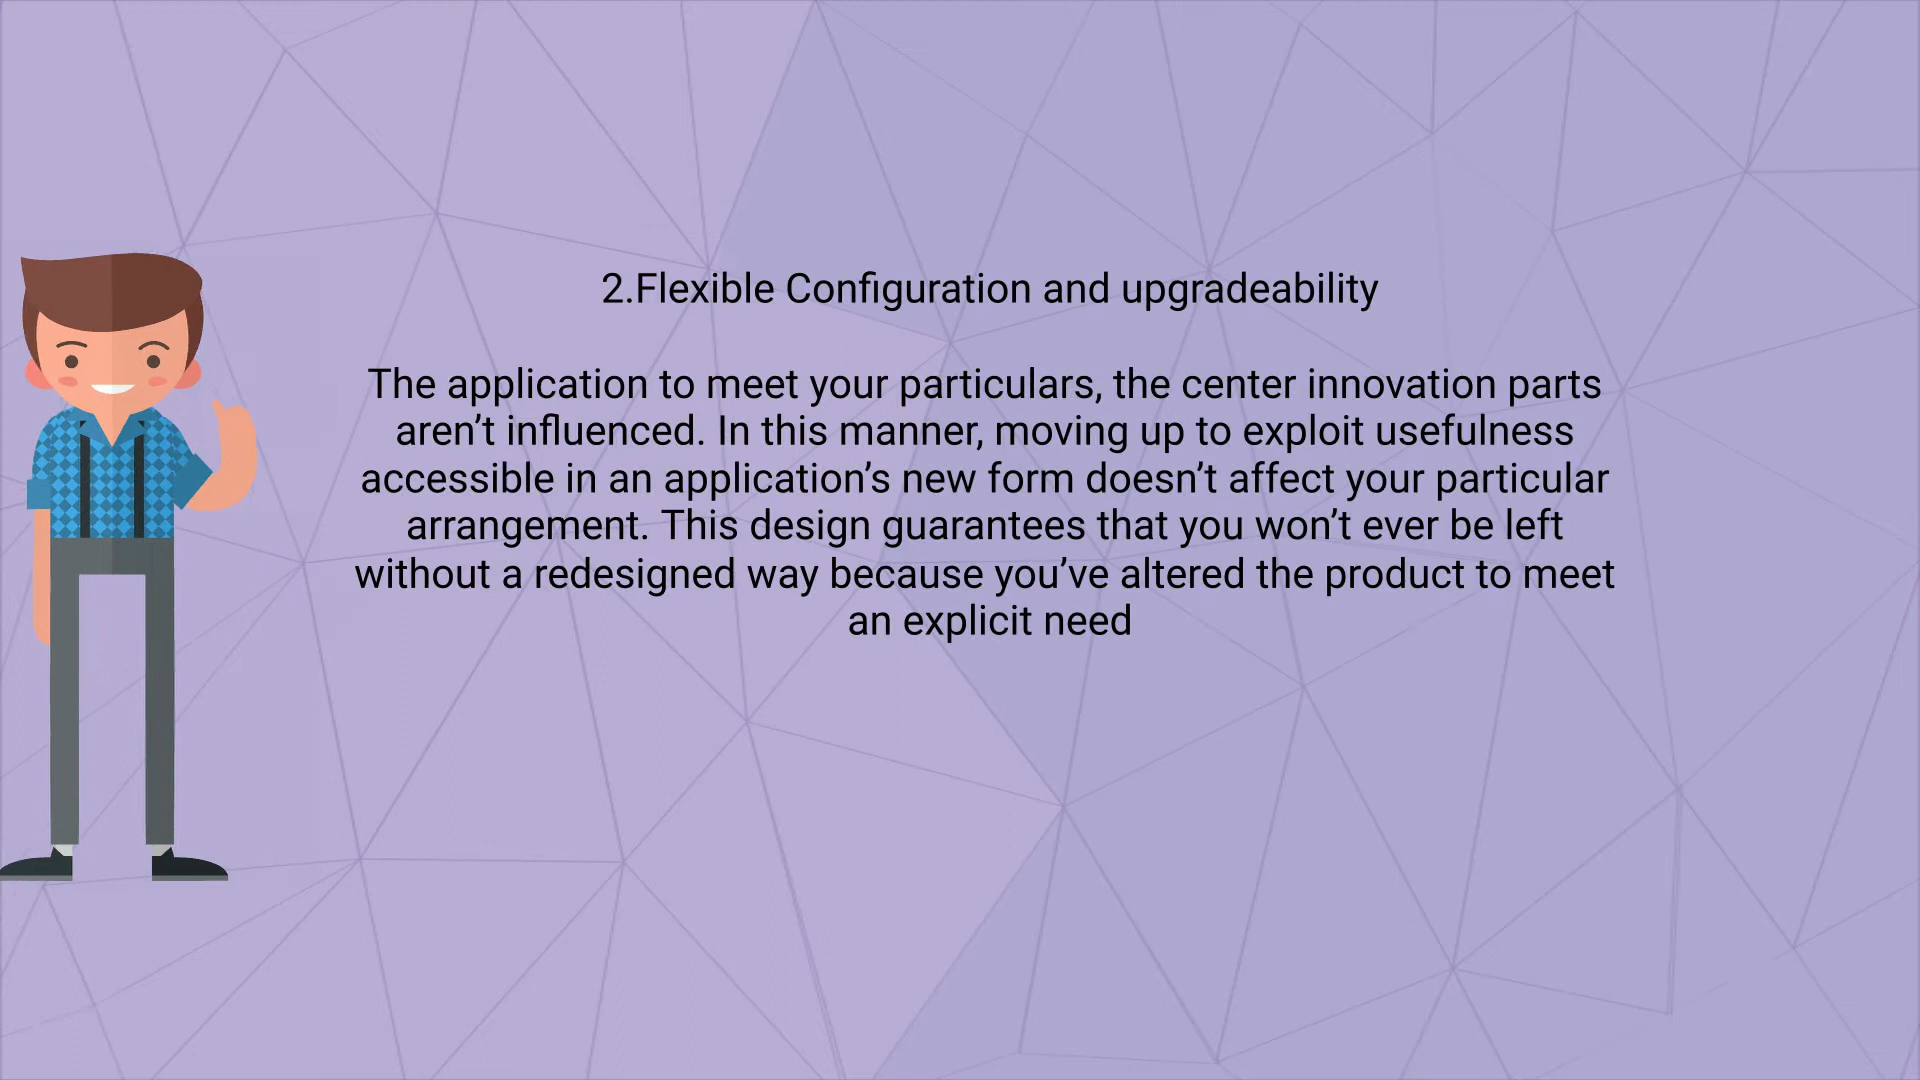 2.Flexible Configuration and upgradeability
The application to meet your particulars, the center innovation parts
aren’t influenced. In this manner, moving up to exploit usefulness
accessible in an application’s new form doesn’t affect your particular
arrangement. This design guarantees that you won’t ever be left
without a redesigned way because you’ve altered the product to meet
an explicit need